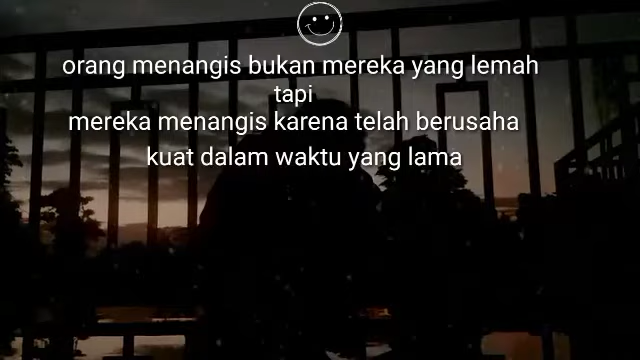 orang menangis bukan mereka yang lemah
tapi
mereka menangis karena telah berusaha
kuat dalam waktu yang lama